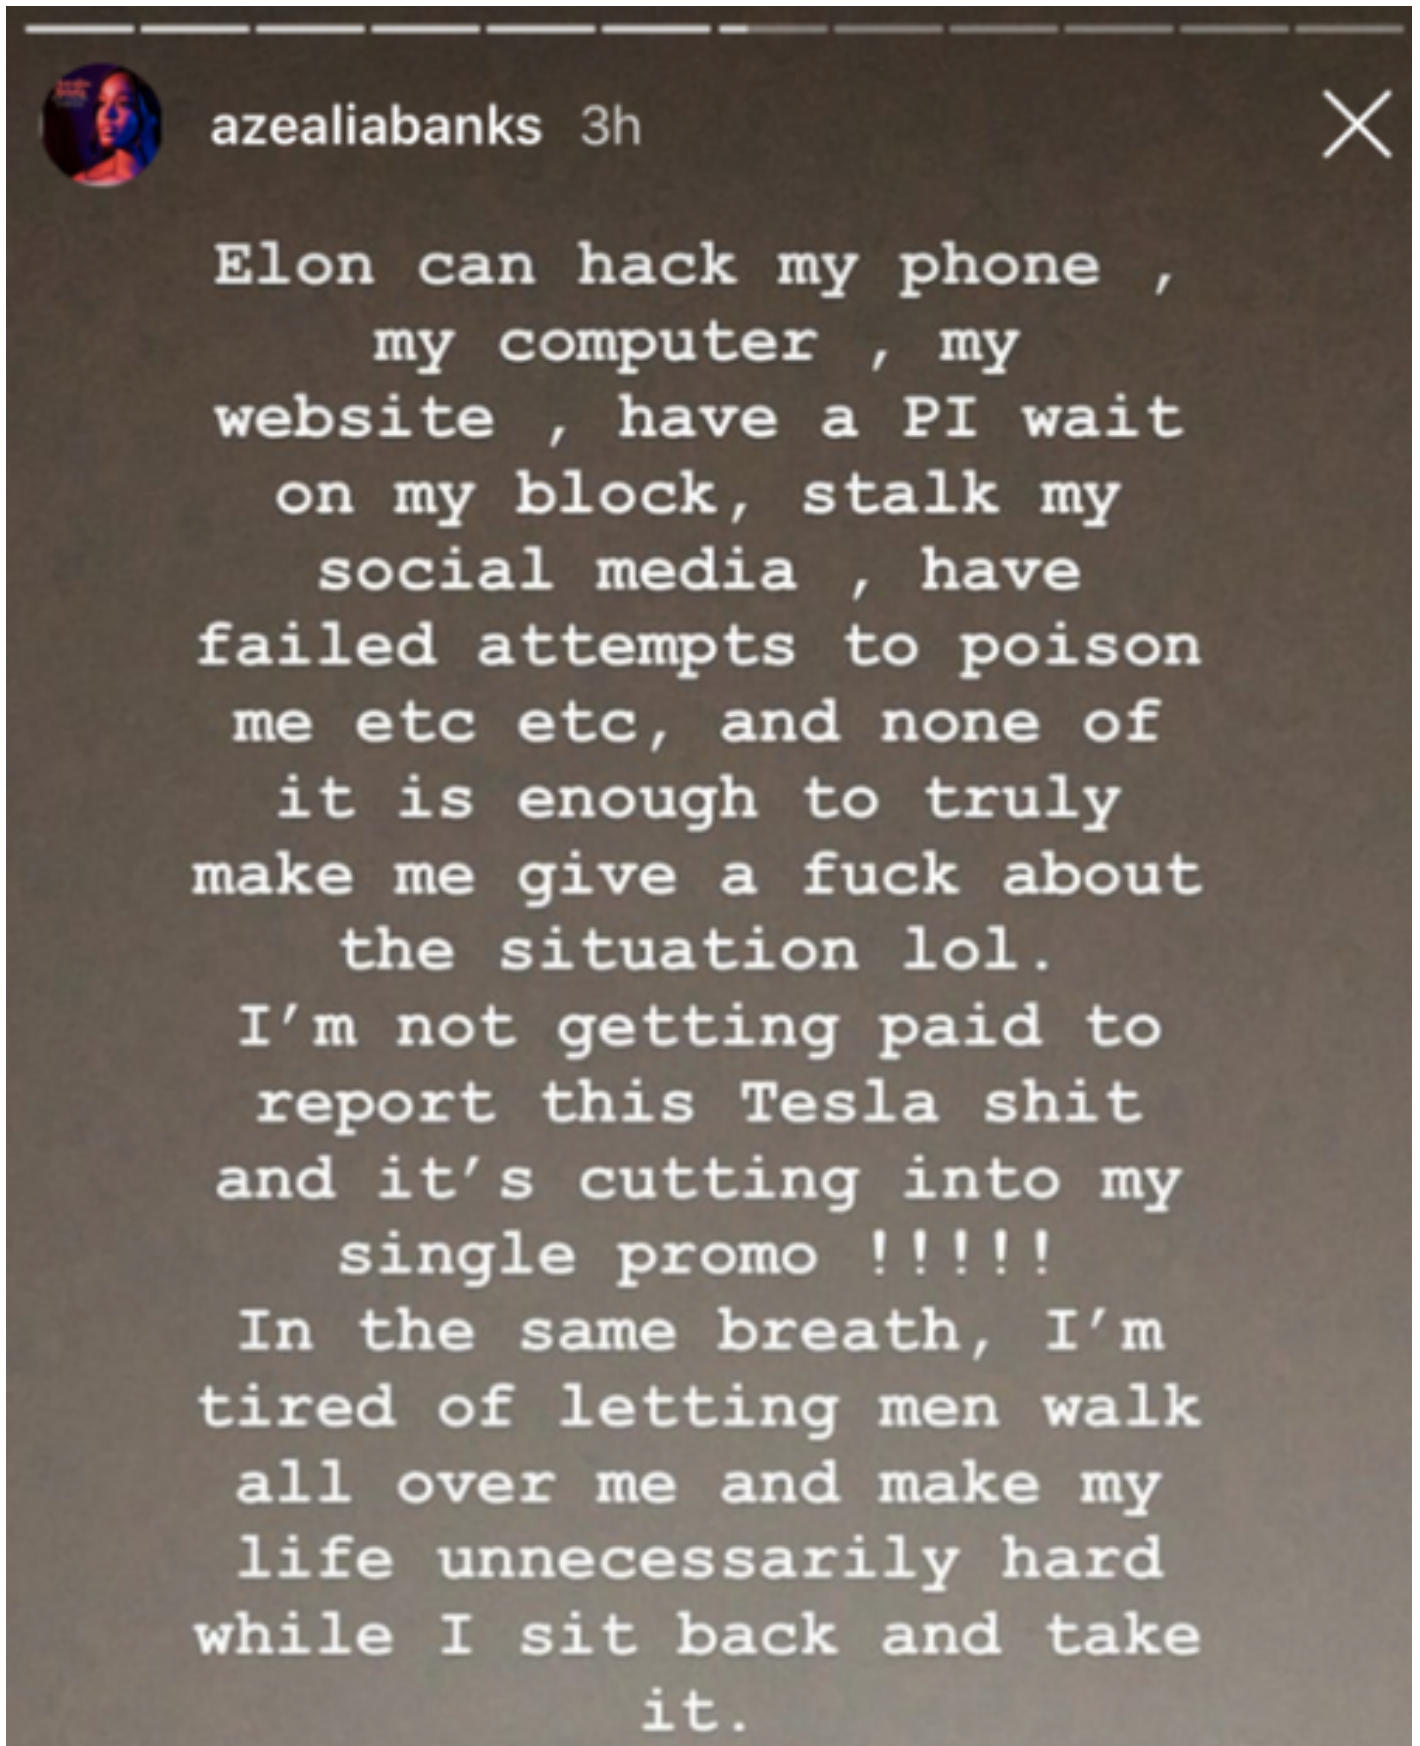 azealiabanks 3h
Elon can hack my phone ,
my computer , my
website , have a PI wait
on my block, stalk my
social media , have
failed attempts to poison
me etc etc, and none of
it is enough to truly
make me give a fuck about
the situation lol.
I’m not getting paid to
report this Tesla shit
and it’s cutting into my
single promo !!!!!
In the same breath, I’m
tired of letting men walk
all over me and make my
life unnecessarily hard
while I sit back and take
it.